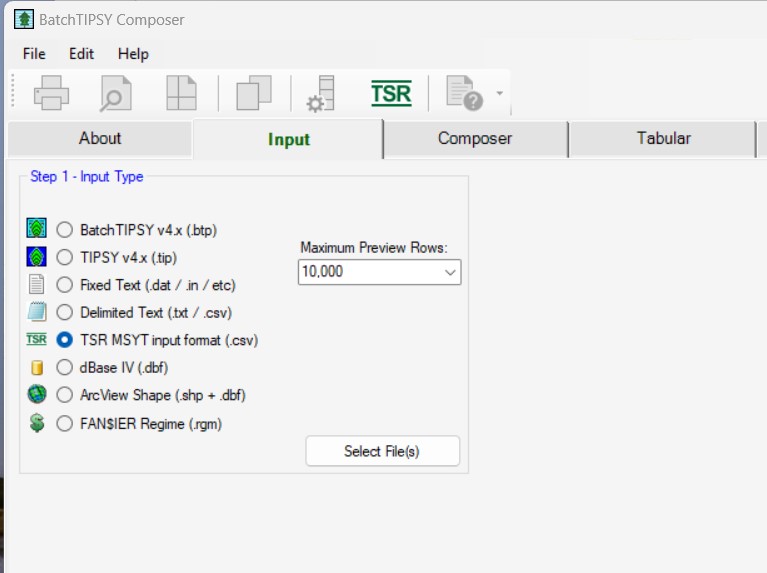 BatchTIPSY Composer
File Edit Help
TSR
About Input Composer Tabular
Step 1 - Input Type
BatchTIPSY v4.x (.btp)
TIPSY v4.x (.tip)
Maximum Preview Rows:
10,000
Fixed Text (.dat / .in / etc)
Delimited Text (.txt / .csv)
TSR TSR MSYT input format (.csv)
dBase IV (.dbf)
ArcView Shape (.shp + .dbf)
FAN$IER Regime (.rgm)
Select File(s)